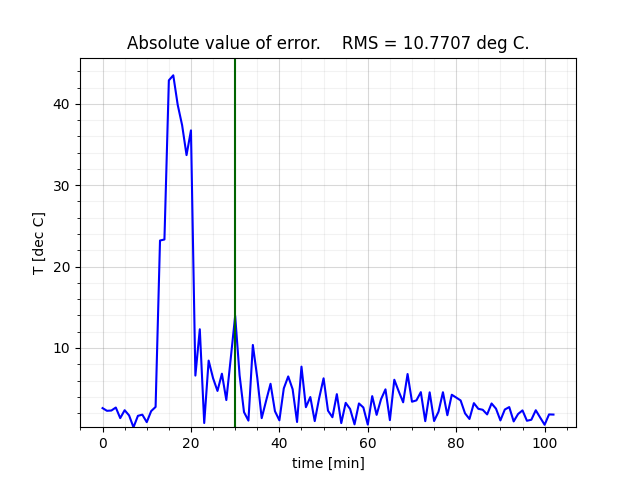 Absolute value of error.    RMS = 10.7707 deg C.
T [dec C]
40
30
20
10
0 20 40 60 80 100
time [min]